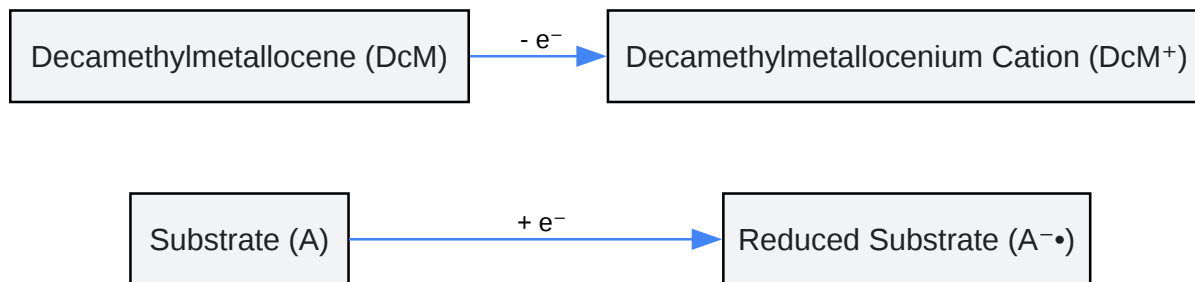 Decamethylmetallocene (DcM)
- e⁻
Decamethylmetallocenium Cation (DcM⁺)
Substrate (A)
+ e⁻
Reduced Substrate (A⁻•)